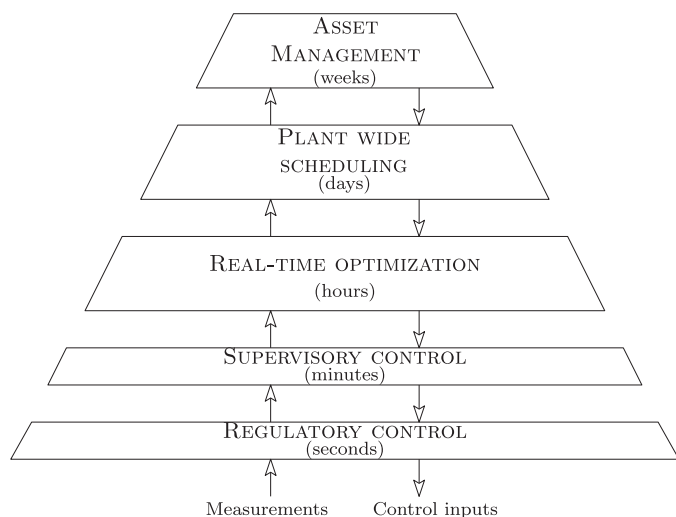 ASSET
MANAGEMENT
(weeks)
PLANT WIDE
SCHEDULING
(days)
REAL-TIME OPTIMIZATION
(hours)
SUPERVISORY CONTROL
(minutes)
REGULATORY CONTROL
(seconds)
Measurements Control inputs